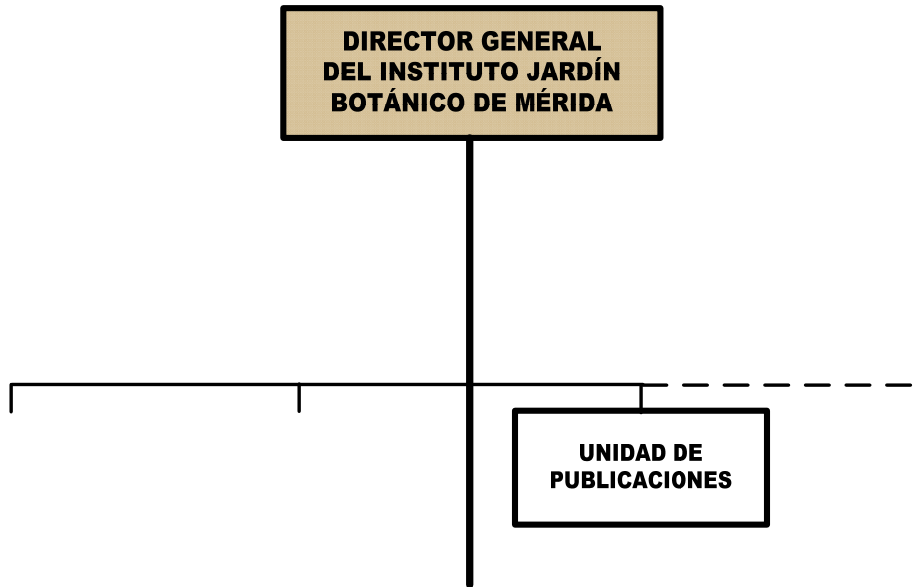 DIRECTOR GENERAL
DEL INSTITUTO JARDÍN
BOTÁNICO DE MÉRIDA
UNIDAD DE
PUBLICACIONES